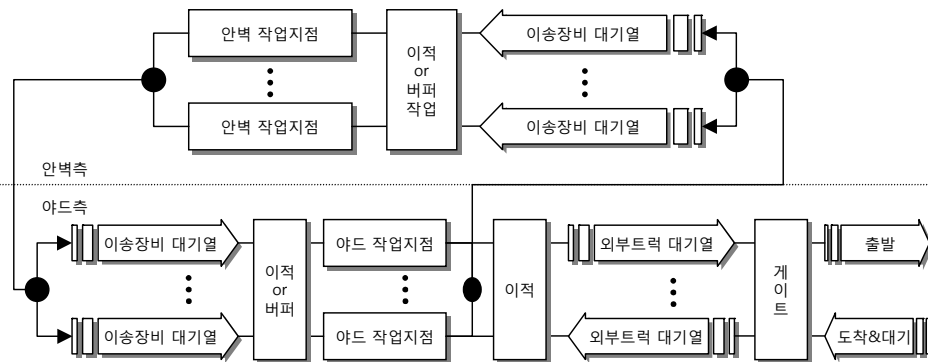 안벽 작업지점
이적
or
버퍼
작업
이송장비 대기열
안벽 작업지점
이송장비 대기열
안벽측
야드측
이송장비 대기열
이적
or
버퍼
야드 작업지점
이적
외부트럭 대기열
게
이
트
출발
이송장비 대기열
야드 작업지점
외부트럭 대기열
도착&대기